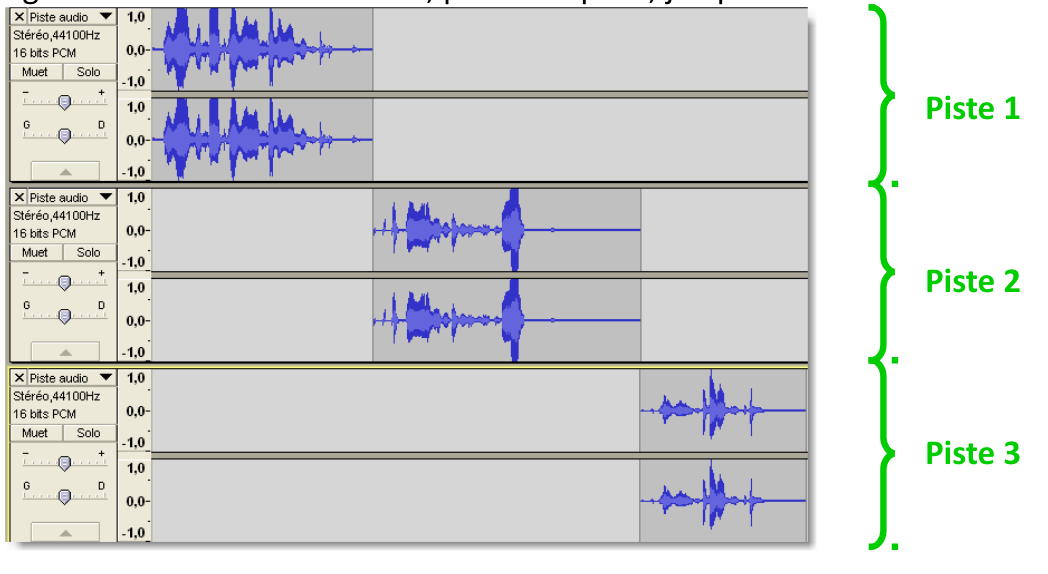 Piste audio 1,0
Stéréo,44100Hz
16 bits PCM 0,0-
Muet Solo
-1,0
- +
1,0
G D
0,0-
-1,0
Piste 1
Piste audio 1,0
Stéréo,44100Hz
16 bits PCM 0,0-
Muet Solo
-1,0
- +
1,0
G D
0,0-
-1,0
Piste 2
Piste audio 1,0
Stéréo,44100Hz
16 bits PCM 0,0-
Muet Solo
-1,0
- +
1,0
G D
0,0-
-1,0
Piste 3